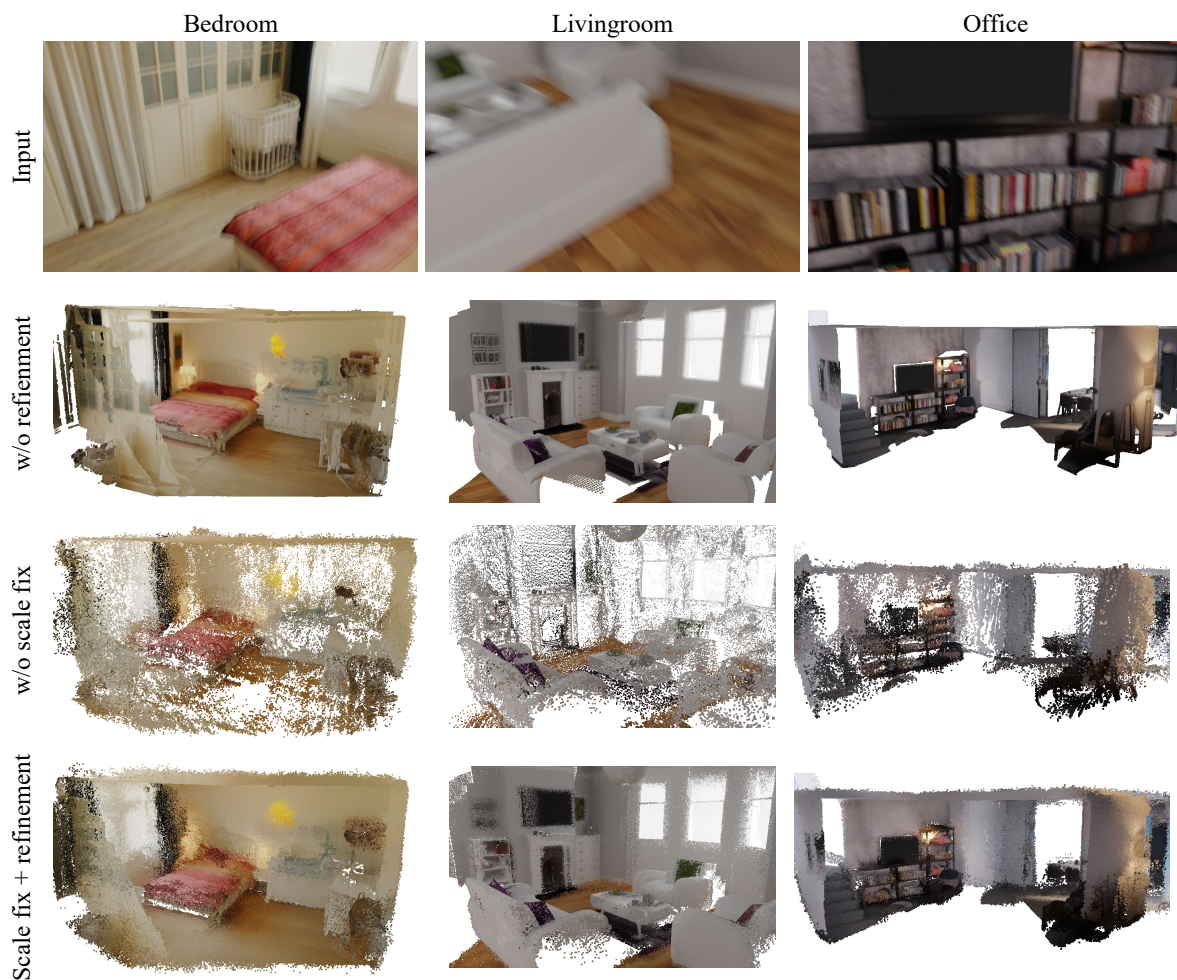 Bedroom
Livingroom
Office
Input
w/o refienment
w/o scale fix
Scale fix + refinement